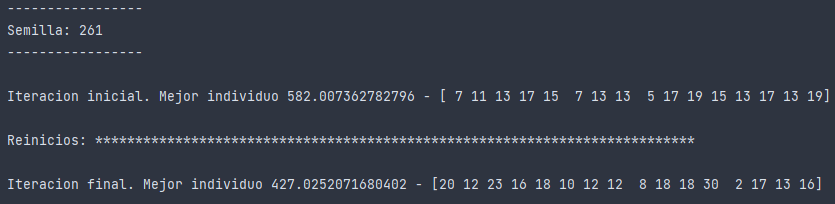 -----------------
Semilla: 261
-----------------
Iteracion inicial. Mejor individuo 582.007362782796 - [ 7 11 13 17 15  7 13 13  5 17 19 15 13 17 13 19]
Reinicios: ***************************************************************************
Iteracion final. Mejor individuo 427.0252071680402 - [20 12 23 16 18 10 12 12  8 18 18 30  2 17 13 16]